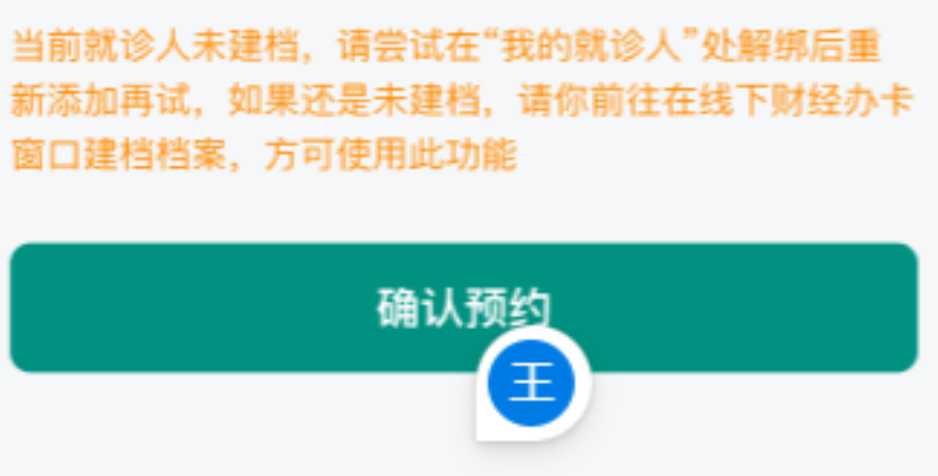 当前就诊人未建档，请尝试在“我的就诊人”处解绑后重
新添加再试，如果还是未建档，请你前往在线下财经办卡
窗口建档档案，方可使用此功能
确认预约
王